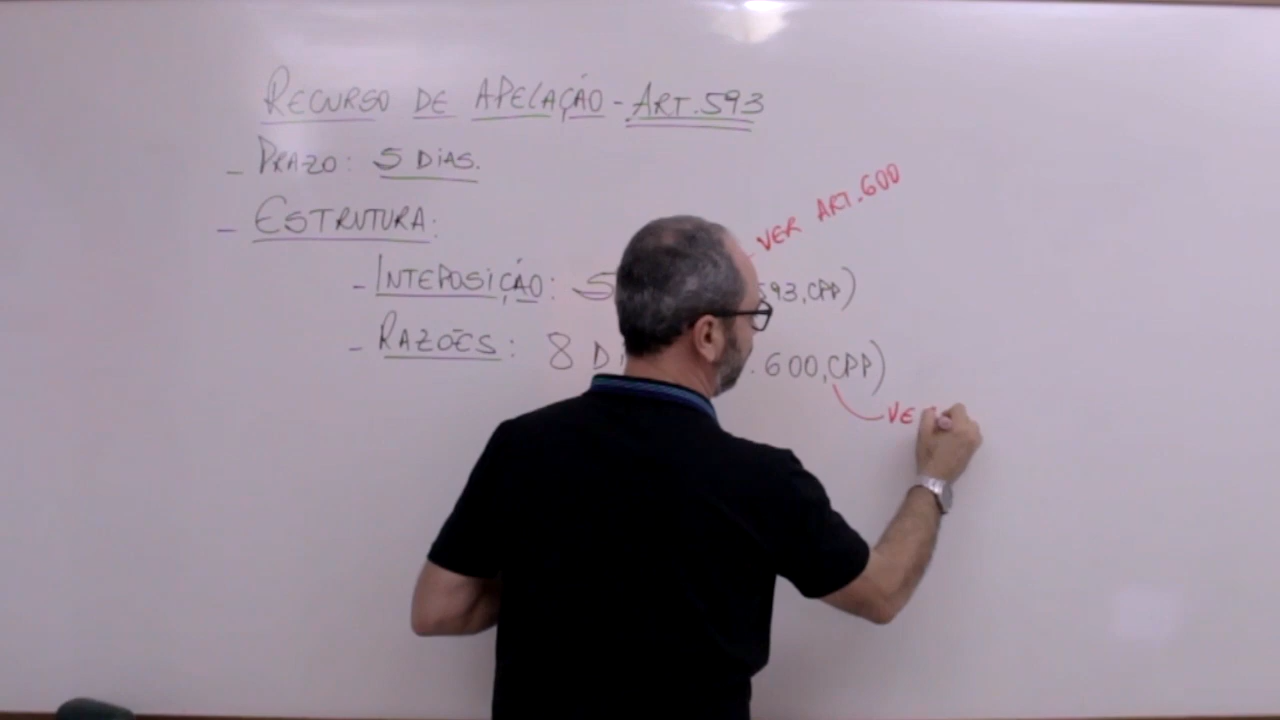 RECURSO DE APELAÇÃO - ART. 593
- PRAZO: 5 DIAS.
- ESTRUTURA:
VER ART. 600
- INTEPOSIÇÃO: 5 593, CPP)
- RAZÕES: 8 . 600, CPP)